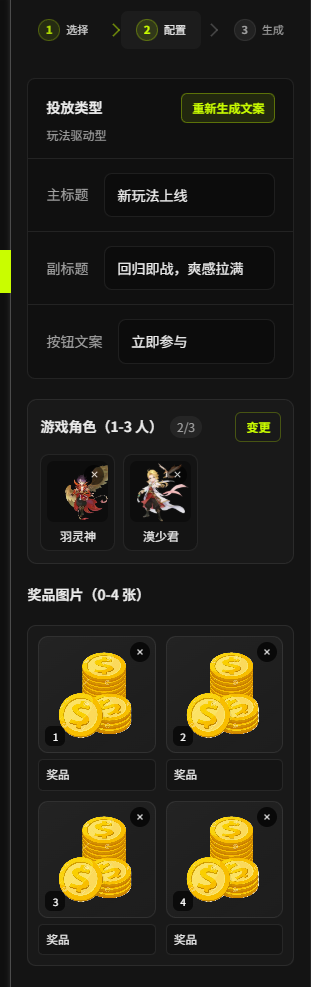 1 选择 2 配置 3 生成
投放类型 重新生成文案
玩法驱动型
主标题 新玩法上线
副标题 回归即战，爽感拉满
按钮文案 立即参与
游戏角色（1-3 人） 2/3 变更
× ×
羽灵神 漠少君
奖品图片（0-4 张）
× ×
1 2
奖品 奖品
× ×
3 4
奖品 奖品